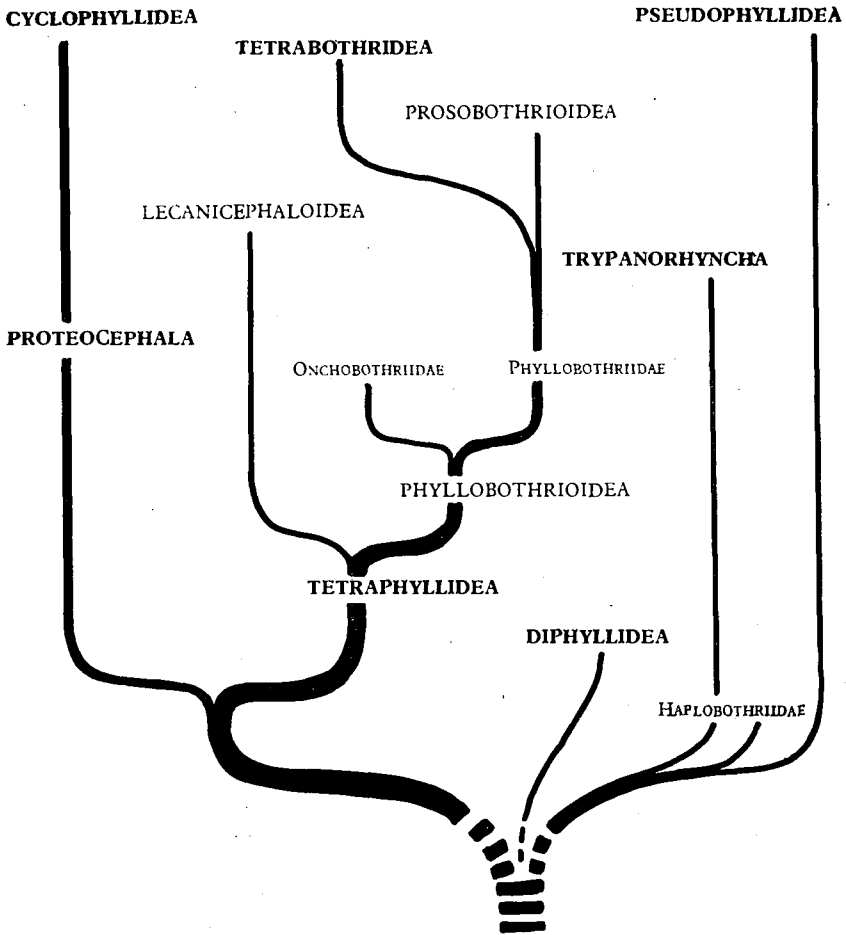 CYCLOPHYLLIDEA
PSEUDOPHYLLIDEA
TETRABOTHRIDEA
PROSOBOTHRIOIDEA
LECANICEPHALOIDEA
TRYPANORHYNCHA
PROTEOCEPHALA
ONCHOBOTHRIIDAE
PHYLLOBOTHRIIDAE
PHYLLOBOTHRIOIDEA
TETRAPHYLLIDEA
DIPHYLLIDEA
HAPLOBOTHRIIDAE